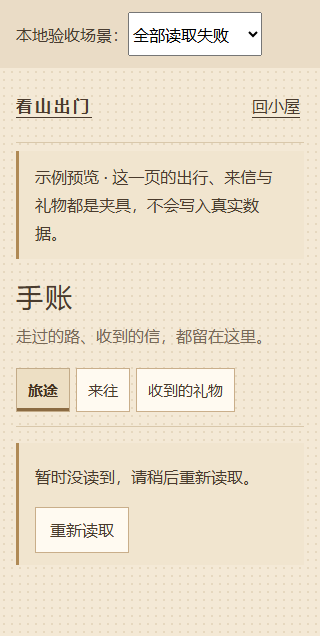 本地验收场景： 全部读取失败
看山出门 回小屋
示例预览 · 这一页的出行、来信与
礼物都是夹具，不会写入真实数
据。
手账
走过的路、收到的信，都留在这里。
旅途 来往 收到的礼物
暂时没读到，请稍后重新读取。
重新读取